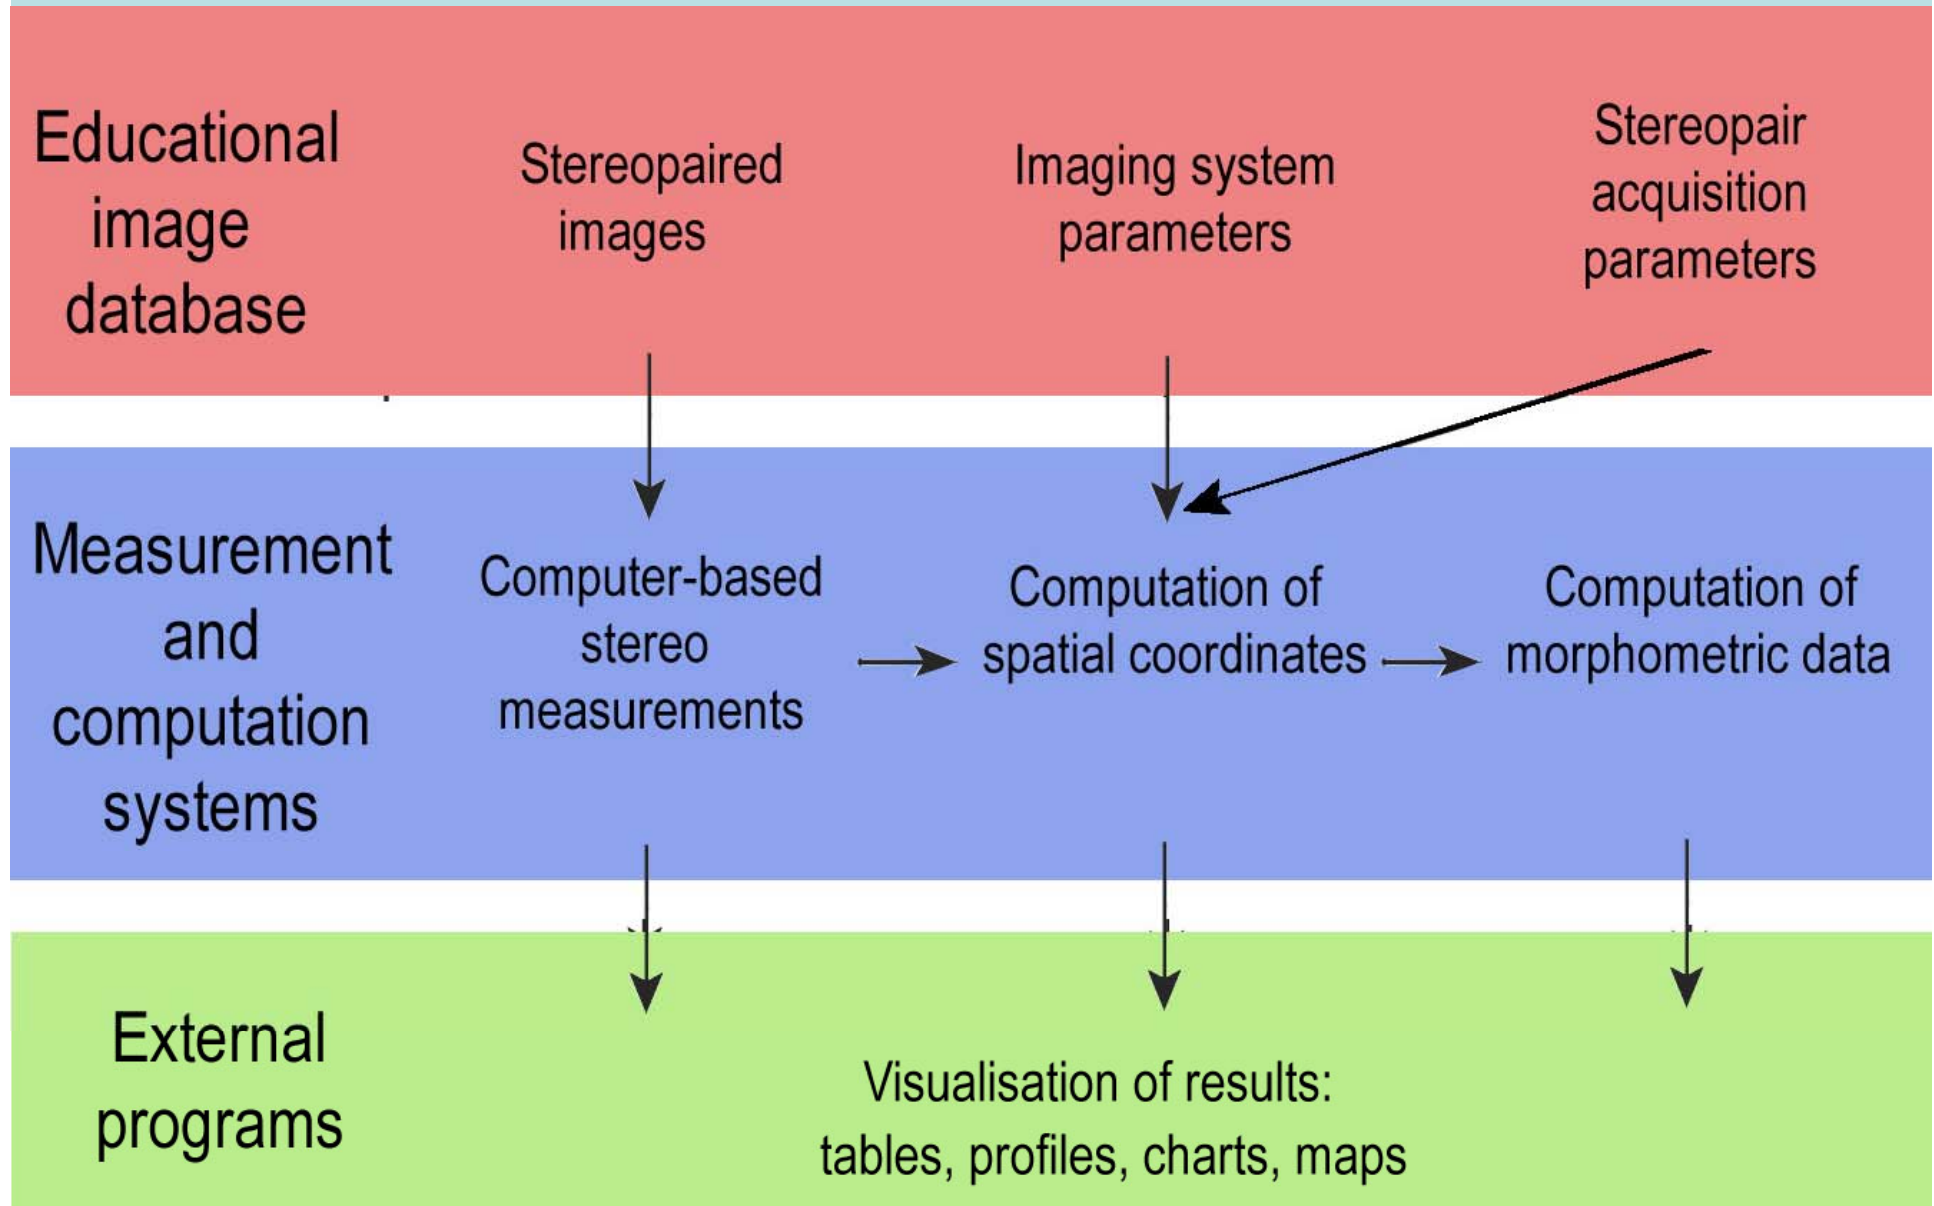 Educational
image
database
Stereopaired
images
Imaging system
parameters
Stereopair
acquisition
parameters
Measurement
and
computation
systems
Computer-based
stereo
measurements
Computation of
spatial coordinates
Computation of
morphometric data
External
programs
Visualisation of results:
tables, profiles, charts, maps